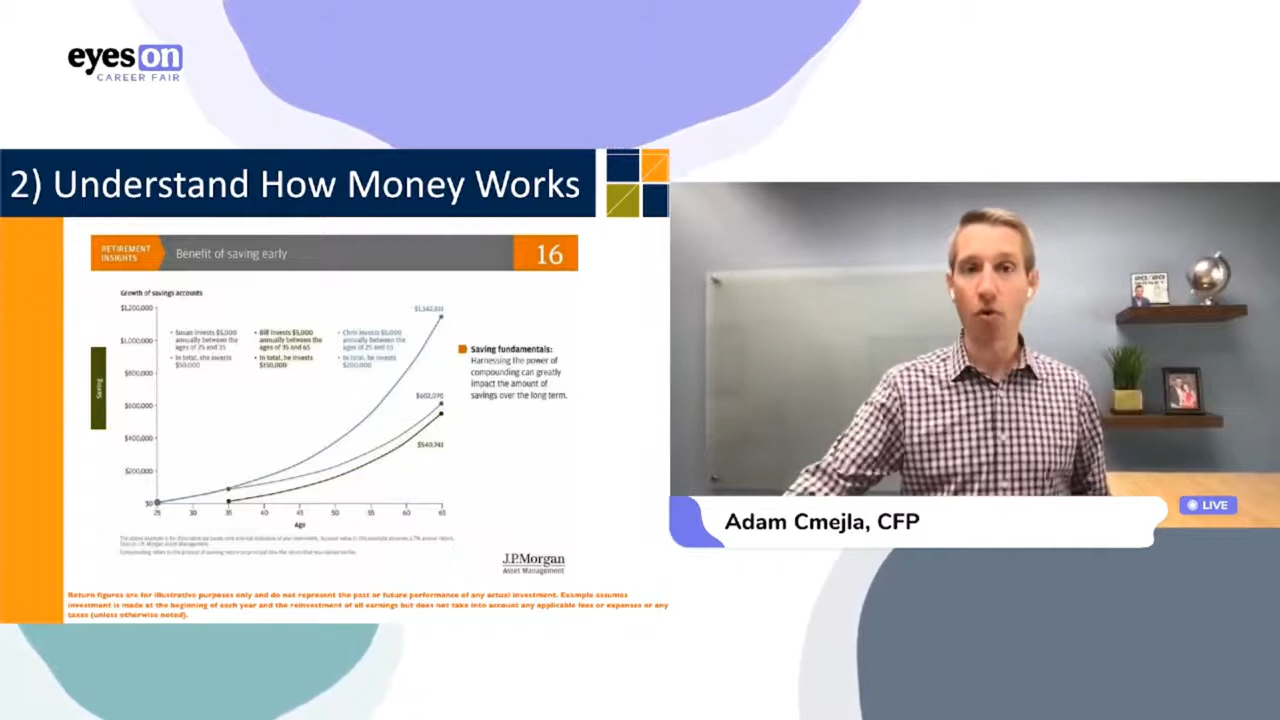 eyes on
CAREER FAIR
2) Understand How Money Works
RETIREMENT
INSIGHTS
Benefit of saving early
16
Growth of savings accounts
$1,200,000
$1,000,000
$800,000
$600,000
$400,000
$200,000
$0
Susan invests $5,000
annually between the
ages of 25 and 35
In total, she invests
$50,000
Bill invests $5,000
annually between the
ages of 35 and 65
In total, he invests
$150,000
Chris invests $5,000
annually between the
ages of 25 and 65
In total, he invests
$200,000
$602,070
$540,741
Saving fundamentals:
Harnessing the power of
compounding can greatly
impact the amount of
savings over the long term.
25 30 35 40 45 50 55 60 65
Age
J.P.Morgan
Asset Management
Return figures are for illustrative purposes only and do not represent the past or future performance of any actual investment. Example assumes
investment is made at the beginning of each year and the reinvestment of all earnings but does not take into account any applicable fees or expenses or any
taxes (unless otherwise noted).
20/20
Adam Cmejla, CFP
LIVE